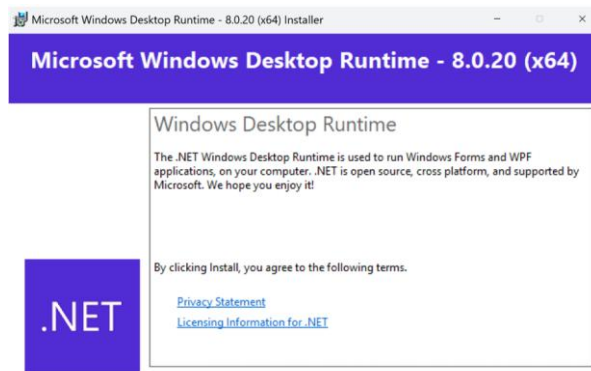 Microsoft Windows Desktop Runtime - 8.0.20 (x64) Installer
Microsoft Windows Desktop Runtime - 8.0.20 (x64)
Windows Desktop Runtime
The .NET Windows Desktop Runtime is used to run Windows Forms and WPF
applications, on your computer. .NET is open source, cross platform, and supported by
Microsoft. We hope you enjoy it!
By clicking Install, you agree to the following terms.
.NET
Privacy Statement
Licensing Information for .NET